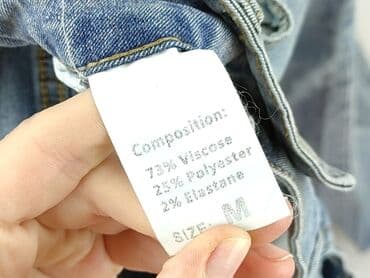 Composition:
73% Viscose
25% Polyester
2% Elastane
SIZE: M